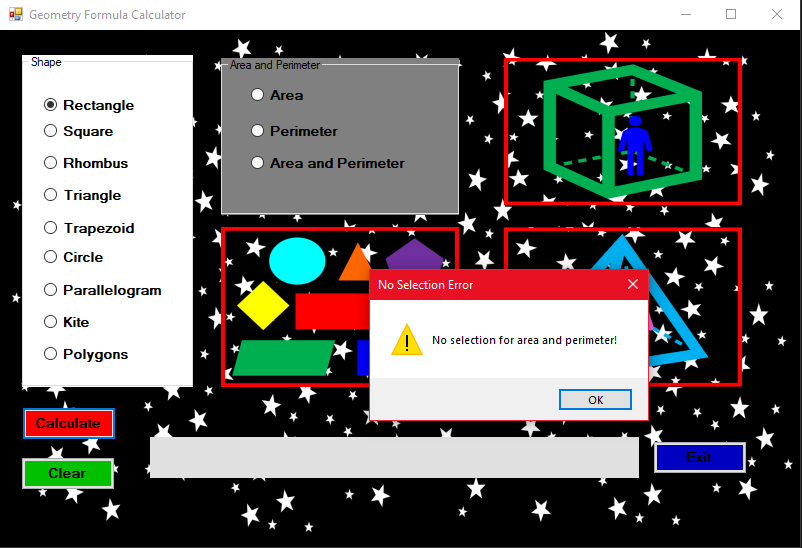 Geometry Formula Calculator
Shape
Rectangle
Square
Rhombus
Triangle
Trapezoid
Circle
Parallelogram
Kite
Polygons
Area and Perimeter
Area
Perimeter
Area and Perimeter
No Selection Error
No selection for area and perimeter!
OK
Calculate
Clear
Exit